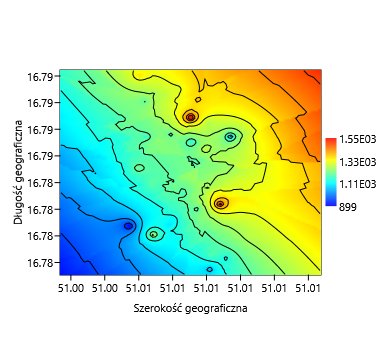 16.79
16.79
16.79
16.79
16.78
16.78
16.78
16.78
Długość geograficzna
51.00 51.00 51.01 51.01 51.01 51.01 51.01 51.01
Szerokość geograficzna
1.55E03
1.33E03
1.11E03
899